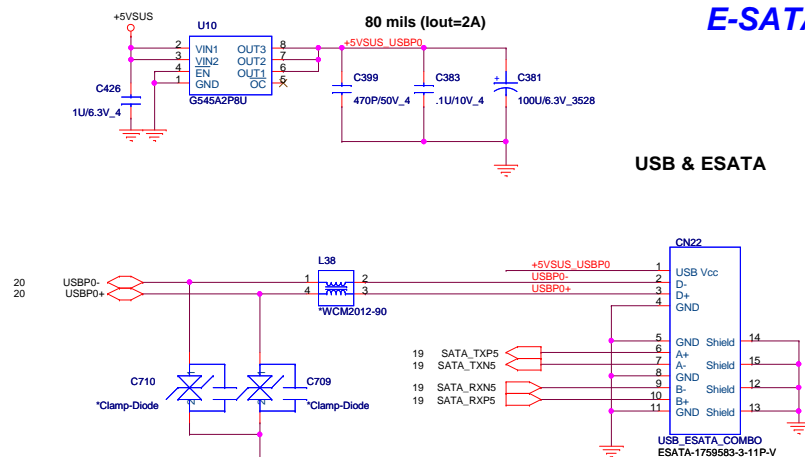 E-SATA
+5VSUS
U10
80 mils (Iout=2A)
+5VSUS_USBP0
2 VIN1 OUT3 8
3 VIN2 OUT2 7
4 EN OUT1 6
1 GND OC 5
G545A2P8U
C426
1U/6.3V_4
C399
470P/50V_4
C383
.1U/10V_4
+ C381
100U/6.3V_3528
USB & ESATA
CN22
L38
+5VSUS_USBP0 1 USB Vcc
20 USBP0- 1 2 USBP0- 2 D-
20 USBP0+ 4 3 USBP0+ 3 D+
4 GND
*WCM2012-90
5 GND Shield 14
19 SATA_TXP5 6 A+
19 SATA_TXN5 7 A- Shield 15
8 GND
19 SATA_RXN5 9 B- Shield 12
19 SATA_RXP5 10 B+
11 GND Shield 13
C710
*Clamp-Diode
1
2
1
2
C709
*Clamp-Diode
USB_ESATA_COMBO
ESATA-1759583-3-11P-V